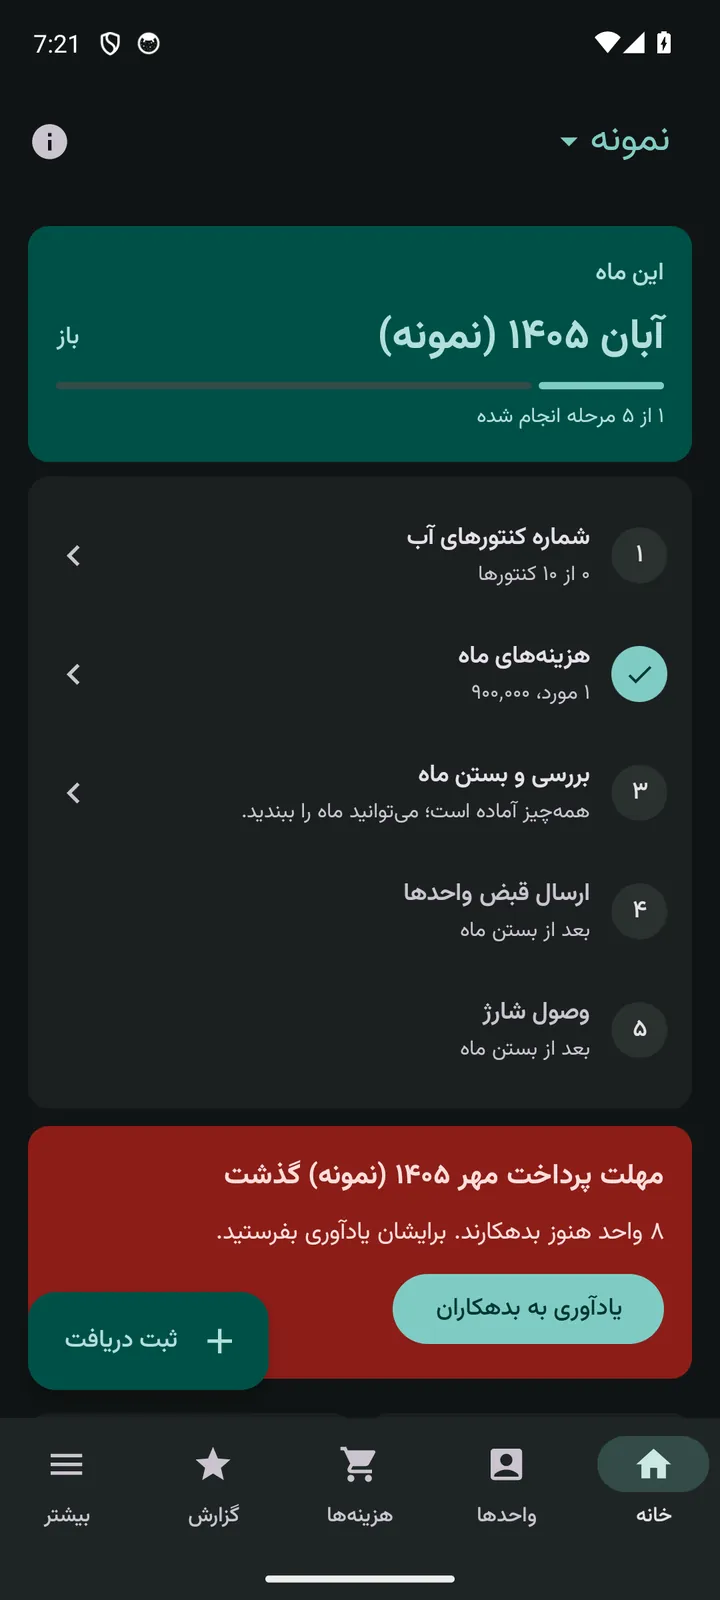 7:21
نمونه
این ماه
آبان ۱۴۰۵ (نمونه)
باز
۱ از ۵ مرحله انجام شده
۱
شماره کنتورهای آب
۰ از ۱۰ کنتورها
هزینه‌های ماه
۱ مورد، ۹۰۰,۰۰۰
۳
بررسی و بستن ماه
همه‌چیز آماده است؛ می‌توانید ماه را ببندید.
۴
ارسال قبض واحدها
بعد از بستن ماه
۵
وصول شارژ
بعد از بستن ماه
مهلت پرداخت مهر ۱۴۰۵ (نمونه) گذشت
۸ واحد هنوز بدهکارند. برایشان یادآوری بفرستید.
یادآوری به بدهکاران
ثبت دریافت
خانه
واحدها
هزینه‌ها
گزارش
بیشتر